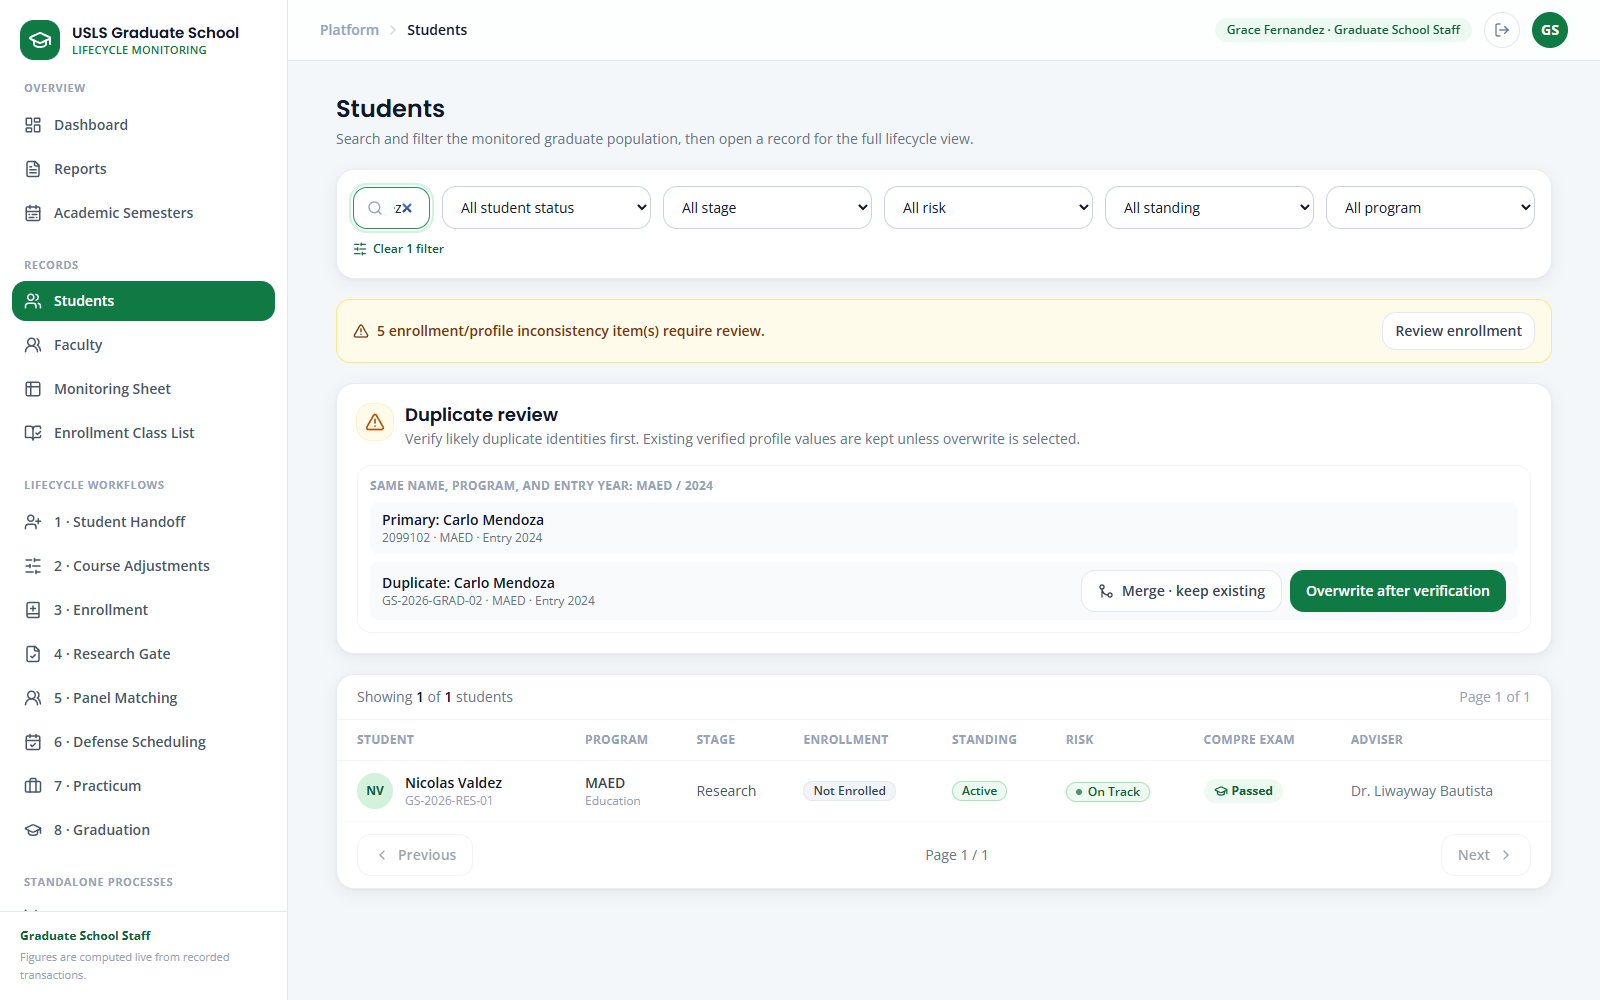 USLS Graduate School
LIFECYCLE MONITORING
OVERVIEW
Dashboard
Reports
Academic Semesters
RECORDS
Students
Faculty
Monitoring Sheet
Enrollment Class List
LIFECYCLE WORKFLOWS
1 · Student Handoff
2 · Course Adjustments
3 · Enrollment
4 · Research Gate
5 · Panel Matching
6 · Defense Scheduling
7 · Practicum
8 · Graduation
STANDALONE PROCESSES
Graduate School Staff
Figures are computed live from recorded
transactions.
Platform > Students
Grace Fernandez · Graduate School Staff
GS
Students
Search and filter the monitored graduate population, then open a record for the full lifecycle view.
z
All student status
All stage
All risk
All standing
All program
Clear 1 filter
5 enrollment/profile inconsistency item(s) require review.
Review enrollment
Duplicate review
Verify likely duplicate identities first. Existing verified profile values are kept unless overwrite is selected.
SAME NAME, PROGRAM, AND ENTRY YEAR: MAED / 2024
Primary: Carlo Mendoza
2099102 · MAED · Entry 2024
Duplicate: Carlo Mendoza
GS-2026-GRAD-02 · MAED · Entry 2024
Merge · keep existing
Overwrite after verification
Showing 1 of 1 students
Page 1 of 1
STUDENT PROGRAM STAGE ENROLLMENT STANDING RISK COMPRE EXAM ADVISER
NV
Nicolas Valdez
GS-2026-RES-01
MAED
Education
Research
Not Enrolled
Active
On Track
Passed
Dr. Liwayway Bautista
Previous
Page 1 / 1
Next